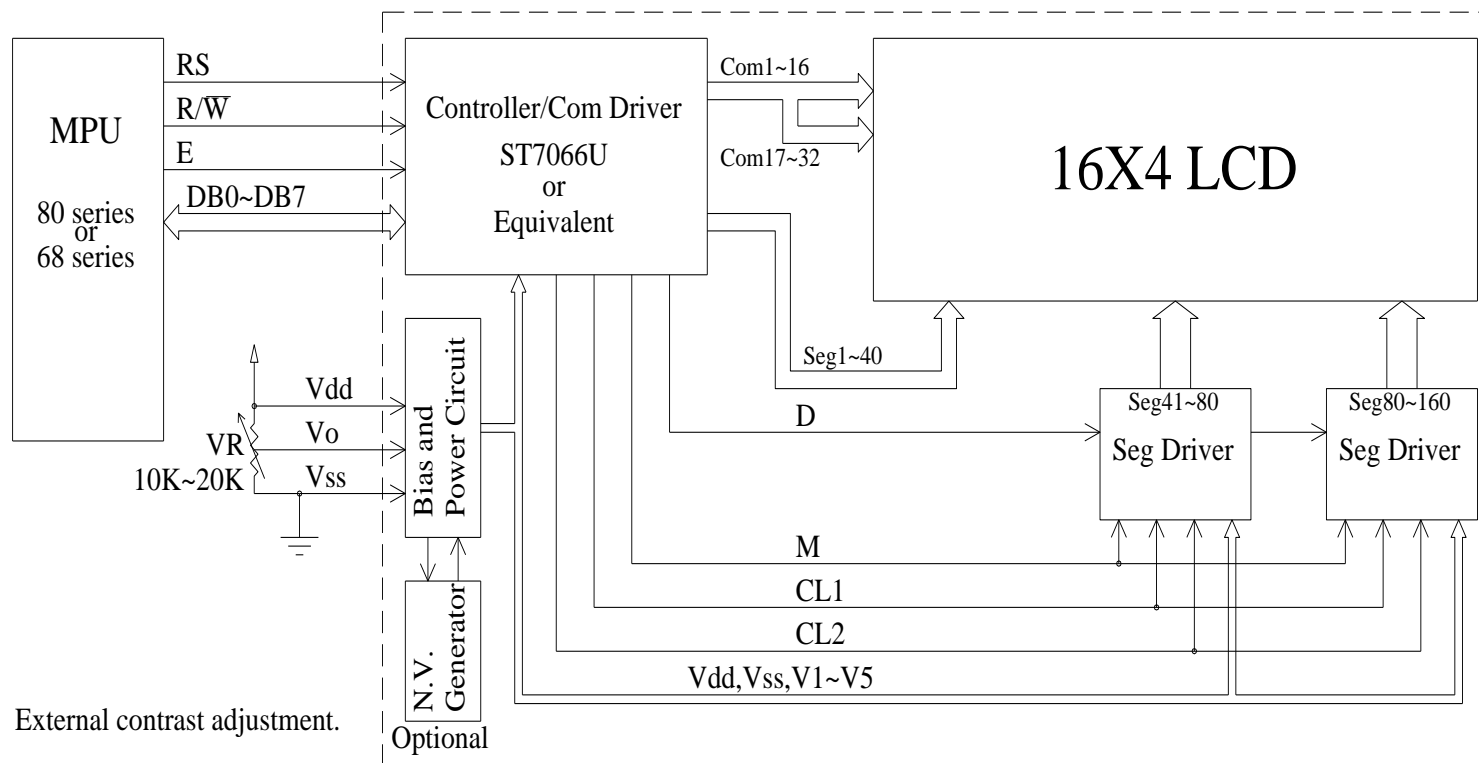 MPU
80 series
or
68 series
RS
R/W̅
E
DB0~DB7
Controller/Com Driver
ST7066U
or
Equivalent
Com1~16
Com17~32
16X4 LCD
Seg1~40
Seg41~80
Seg Driver
Seg80~160
Seg Driver
D
Vdd
Vo
Vss
VR
10K~20K
Bias and
Power Circuit
N.V.
Generator
Optional
M
CL1
CL2
Vdd,Vss,V1~V5
External contrast adjustment.